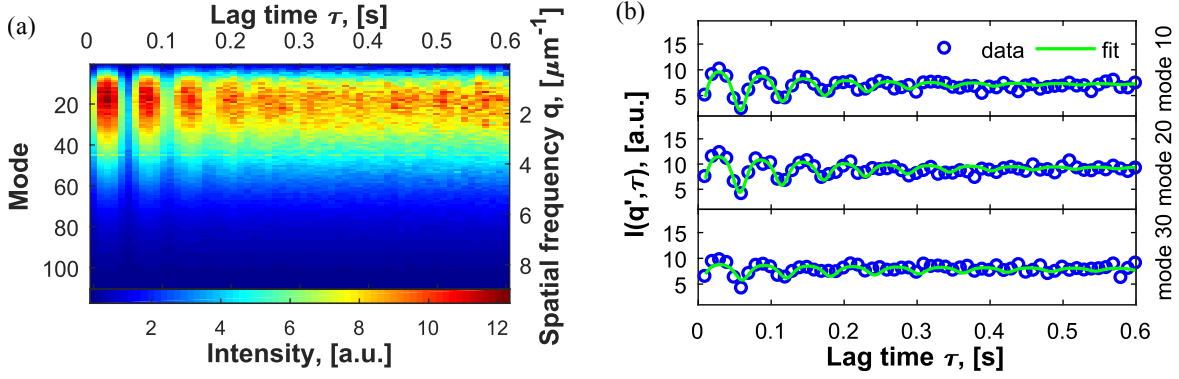 (a)
Lag time τ, [s]
0 0.1 0.2 0.3 0.4 0.5 0.6
Mode
20
40
60
80
100
Spatial frequency q, [μm⁻¹]
2
4
6
8
2 4 6 8 10 12
Intensity, [a.u.]
(b)
I(q',τ), [a.u.]
data fit
15
10
5
mode 10
15
10
5
mode 20
15
10
5
mode 30
0 0.1 0.2 0.3 0.4 0.5 0.6
Lag time τ, [s]